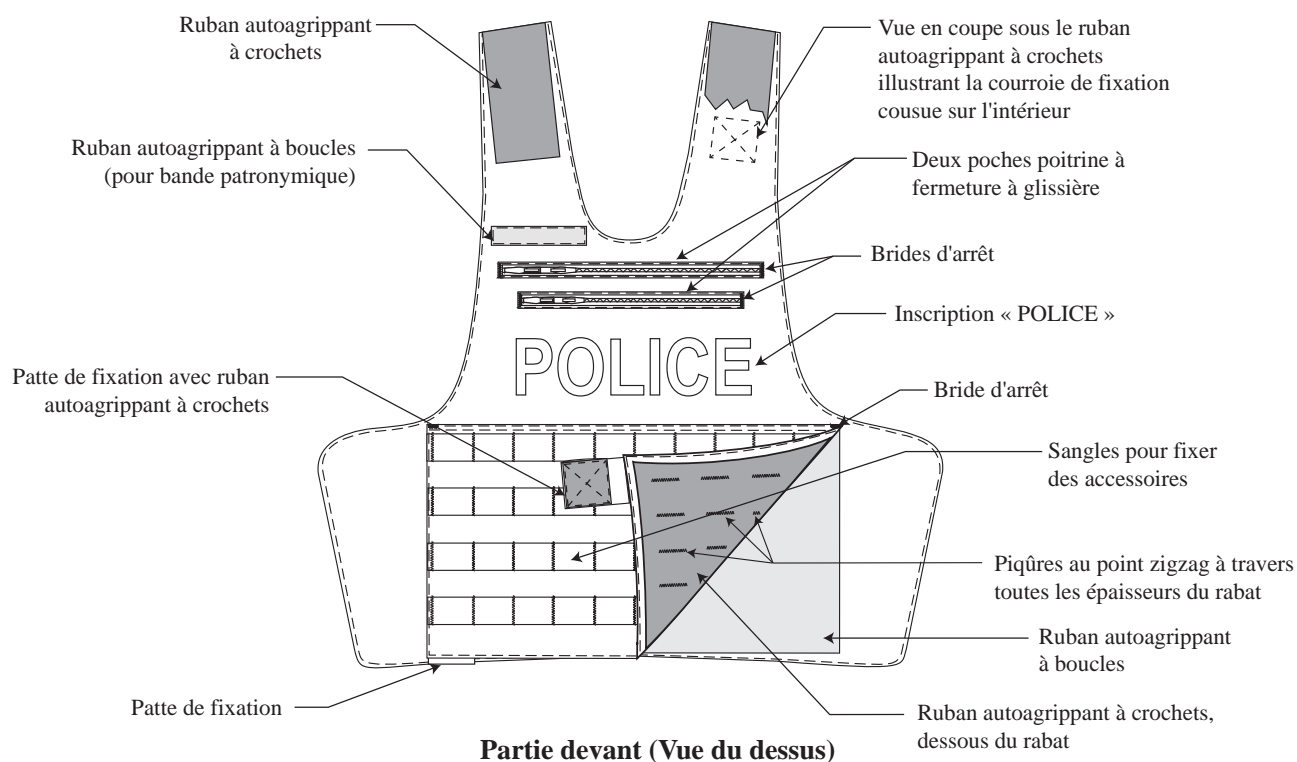 Ruban autoagrippant
à crochets
Vue en coupe sous le ruban
autoagrippant à crochets
illustrant la courroie de fixation
cousue sur l'intérieur
Ruban autoagrippant à boucles
(pour bande patronymique)
Deux poches poitrine à
fermeture à glissière
Brides d'arrêt
Inscription « POLICE »
POLICE
Patte de fixation avec ruban
autoagrippant à crochets
Bride d'arrêt
Sangles pour fixer
des accessoires
Piqûres au point zigzag à travers
toutes les épaisseurs du rabat
Ruban autoagrippant
à boucles
Patte de fixation
Ruban autoagrippant à crochets,
dessous du rabat
Partie devant (Vue du dessus)